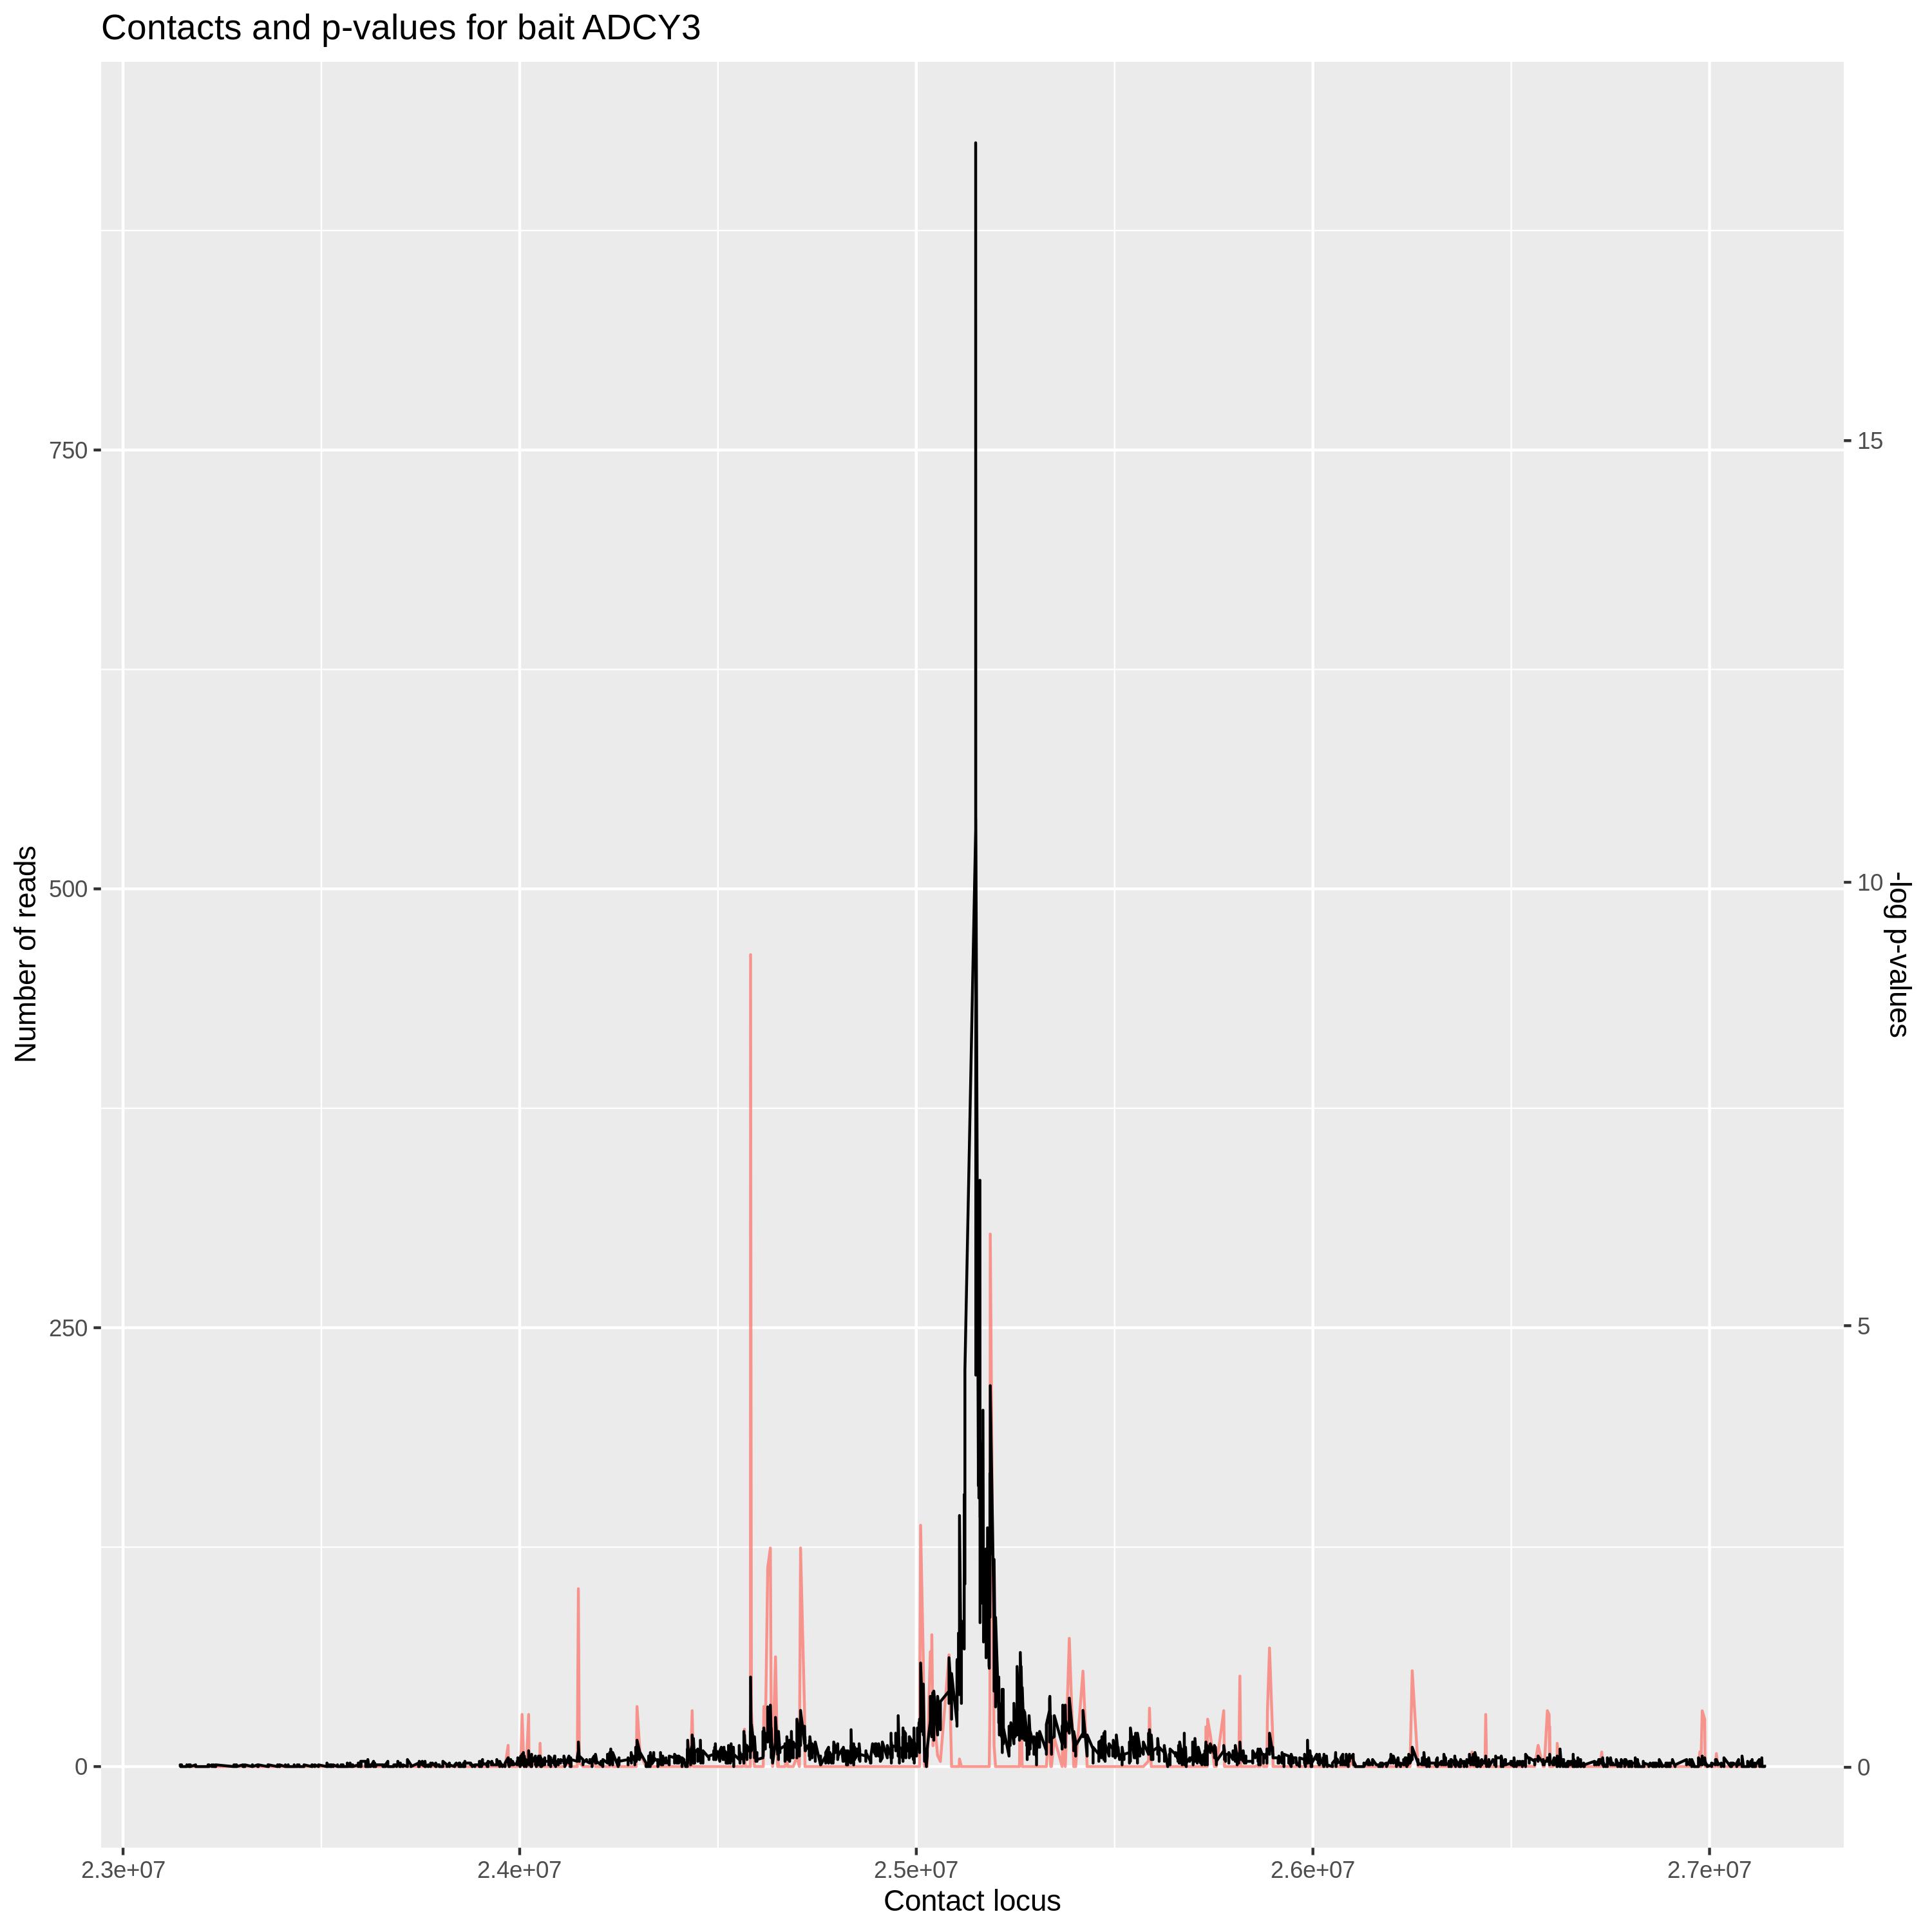 Contacts and p-values for bait ADCY3
Number of reads
750
500
250
0
15
10
5
0
-log p-values
2.3e+07
2.4e+07
2.5e+07
2.6e+07
2.7e+07
Contact locus